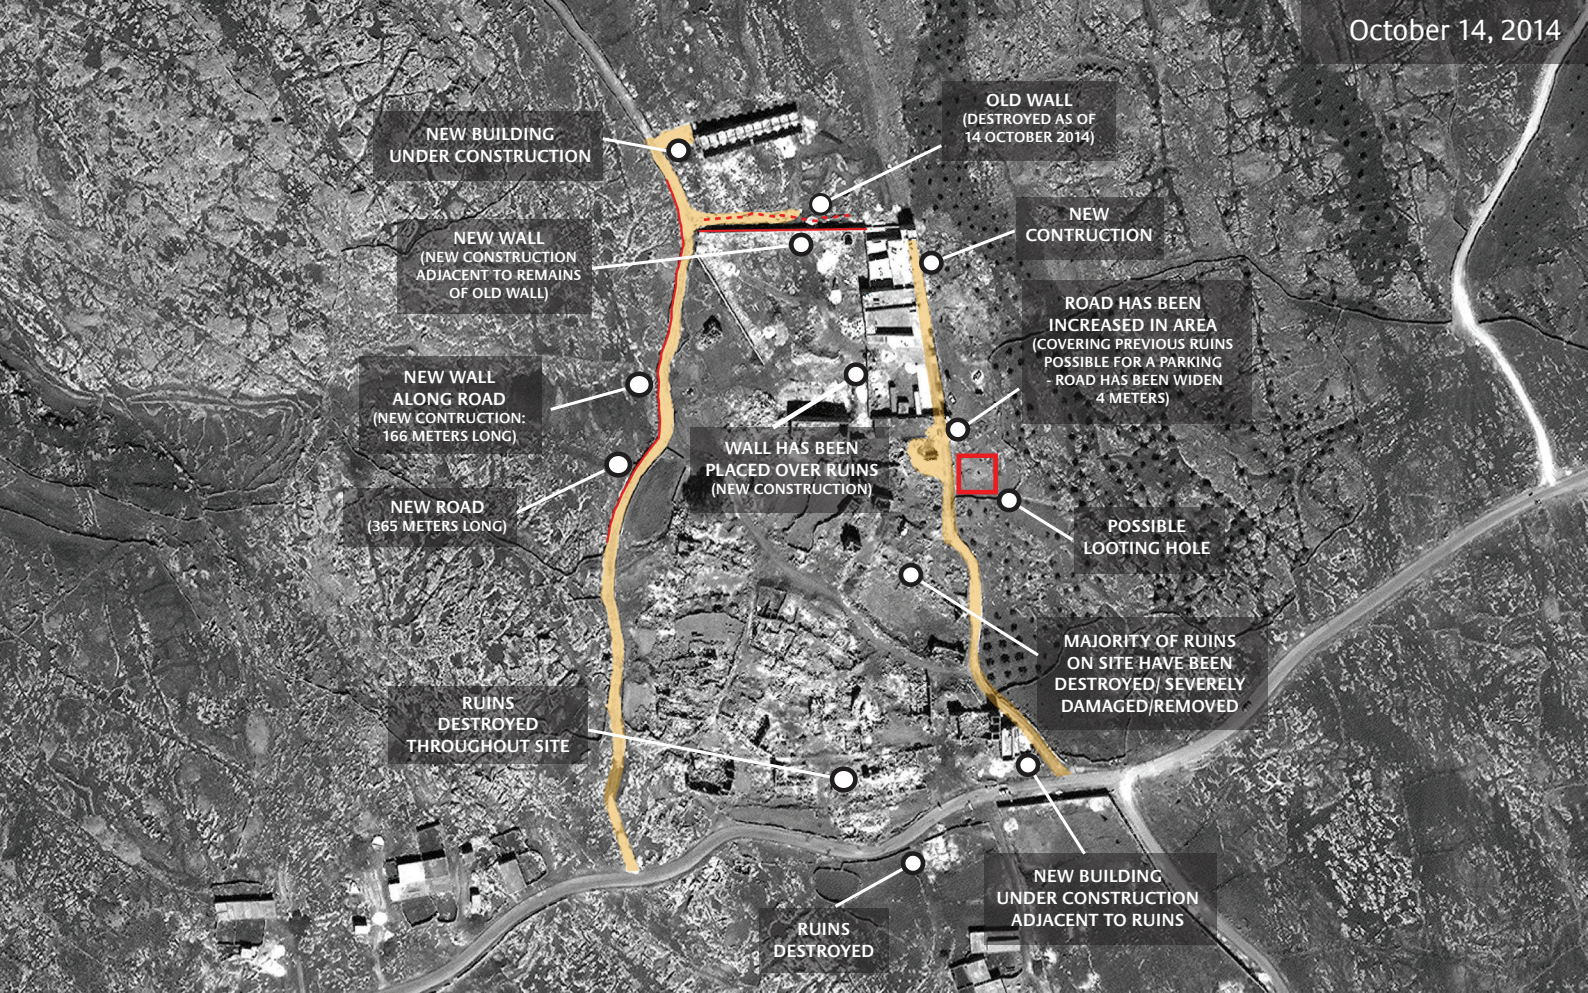 October 14, 2014
OLD WALL
(DESTROYED AS OF
14 OCTOBER 2014)
NEW BUILDING
UNDER CONSTRUCTION
NEW
CONTRUCTION
NEW WALL
(NEW CONSTRUCTION
ADJACENT TO REMAINS
OF OLD WALL)
ROAD HAS BEEN
INCREASED IN AREA
(COVERING PREVIOUS RUINS
POSSIBLE FOR A PARKING
- ROAD HAS BEEN WIDEN
4 METERS)
NEW WALL
ALONG ROAD
(NEW CONTRUCTION:
166 METERS LONG)
WALL HAS BEEN
PLACED OVER RUINS
(NEW CONSTRUCTION)
NEW ROAD
(365 METERS LONG)
POSSIBLE
LOOTING HOLE
MAJORITY OF RUINS
ON SITE HAVE BEEN
DESTROYED/ SEVERELY
DAMAGED/REMOVED
RUINS
DESTROYED
THROUGHOUT SITE
NEW BUILDING
UNDER CONSTRUCTION
ADJACENT TO RUINS
RUINS
DESTROYED